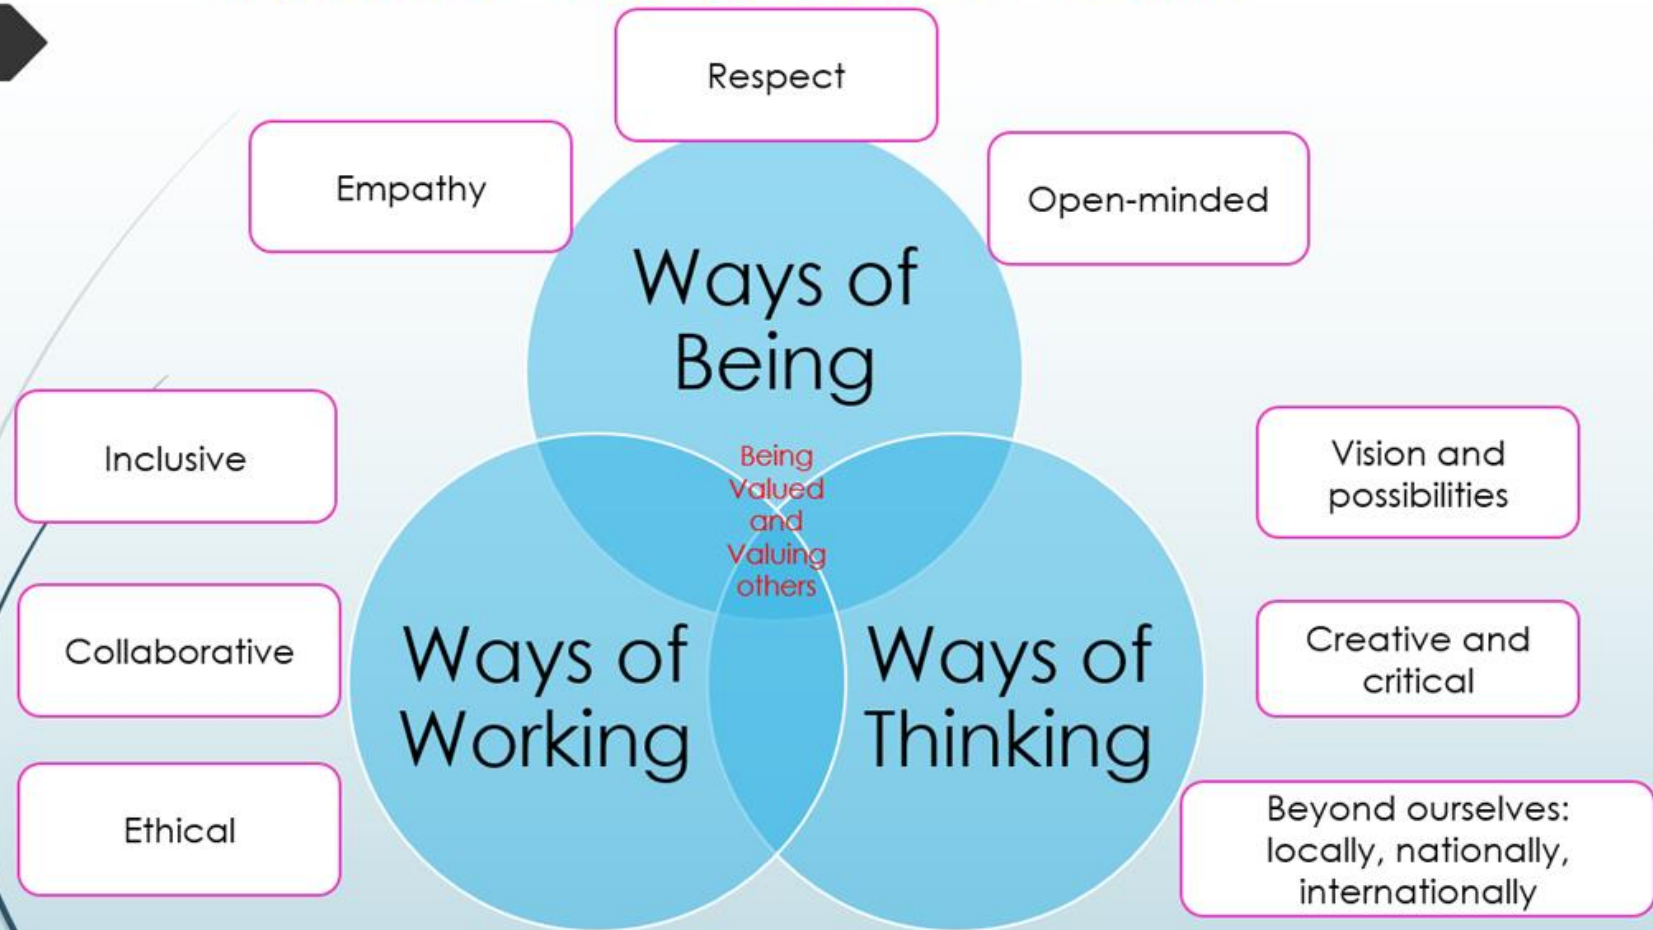 Respect
Empathy
Open-minded
Ways of
Being
Being
Valued
and
Valuing
others
Inclusive
Collaborative
Ethical
Ways of
Working
Ways of
Thinking
Vision and
possibilities
Creative and
critical
Beyond ourselves:
locally, nationally,
internationally